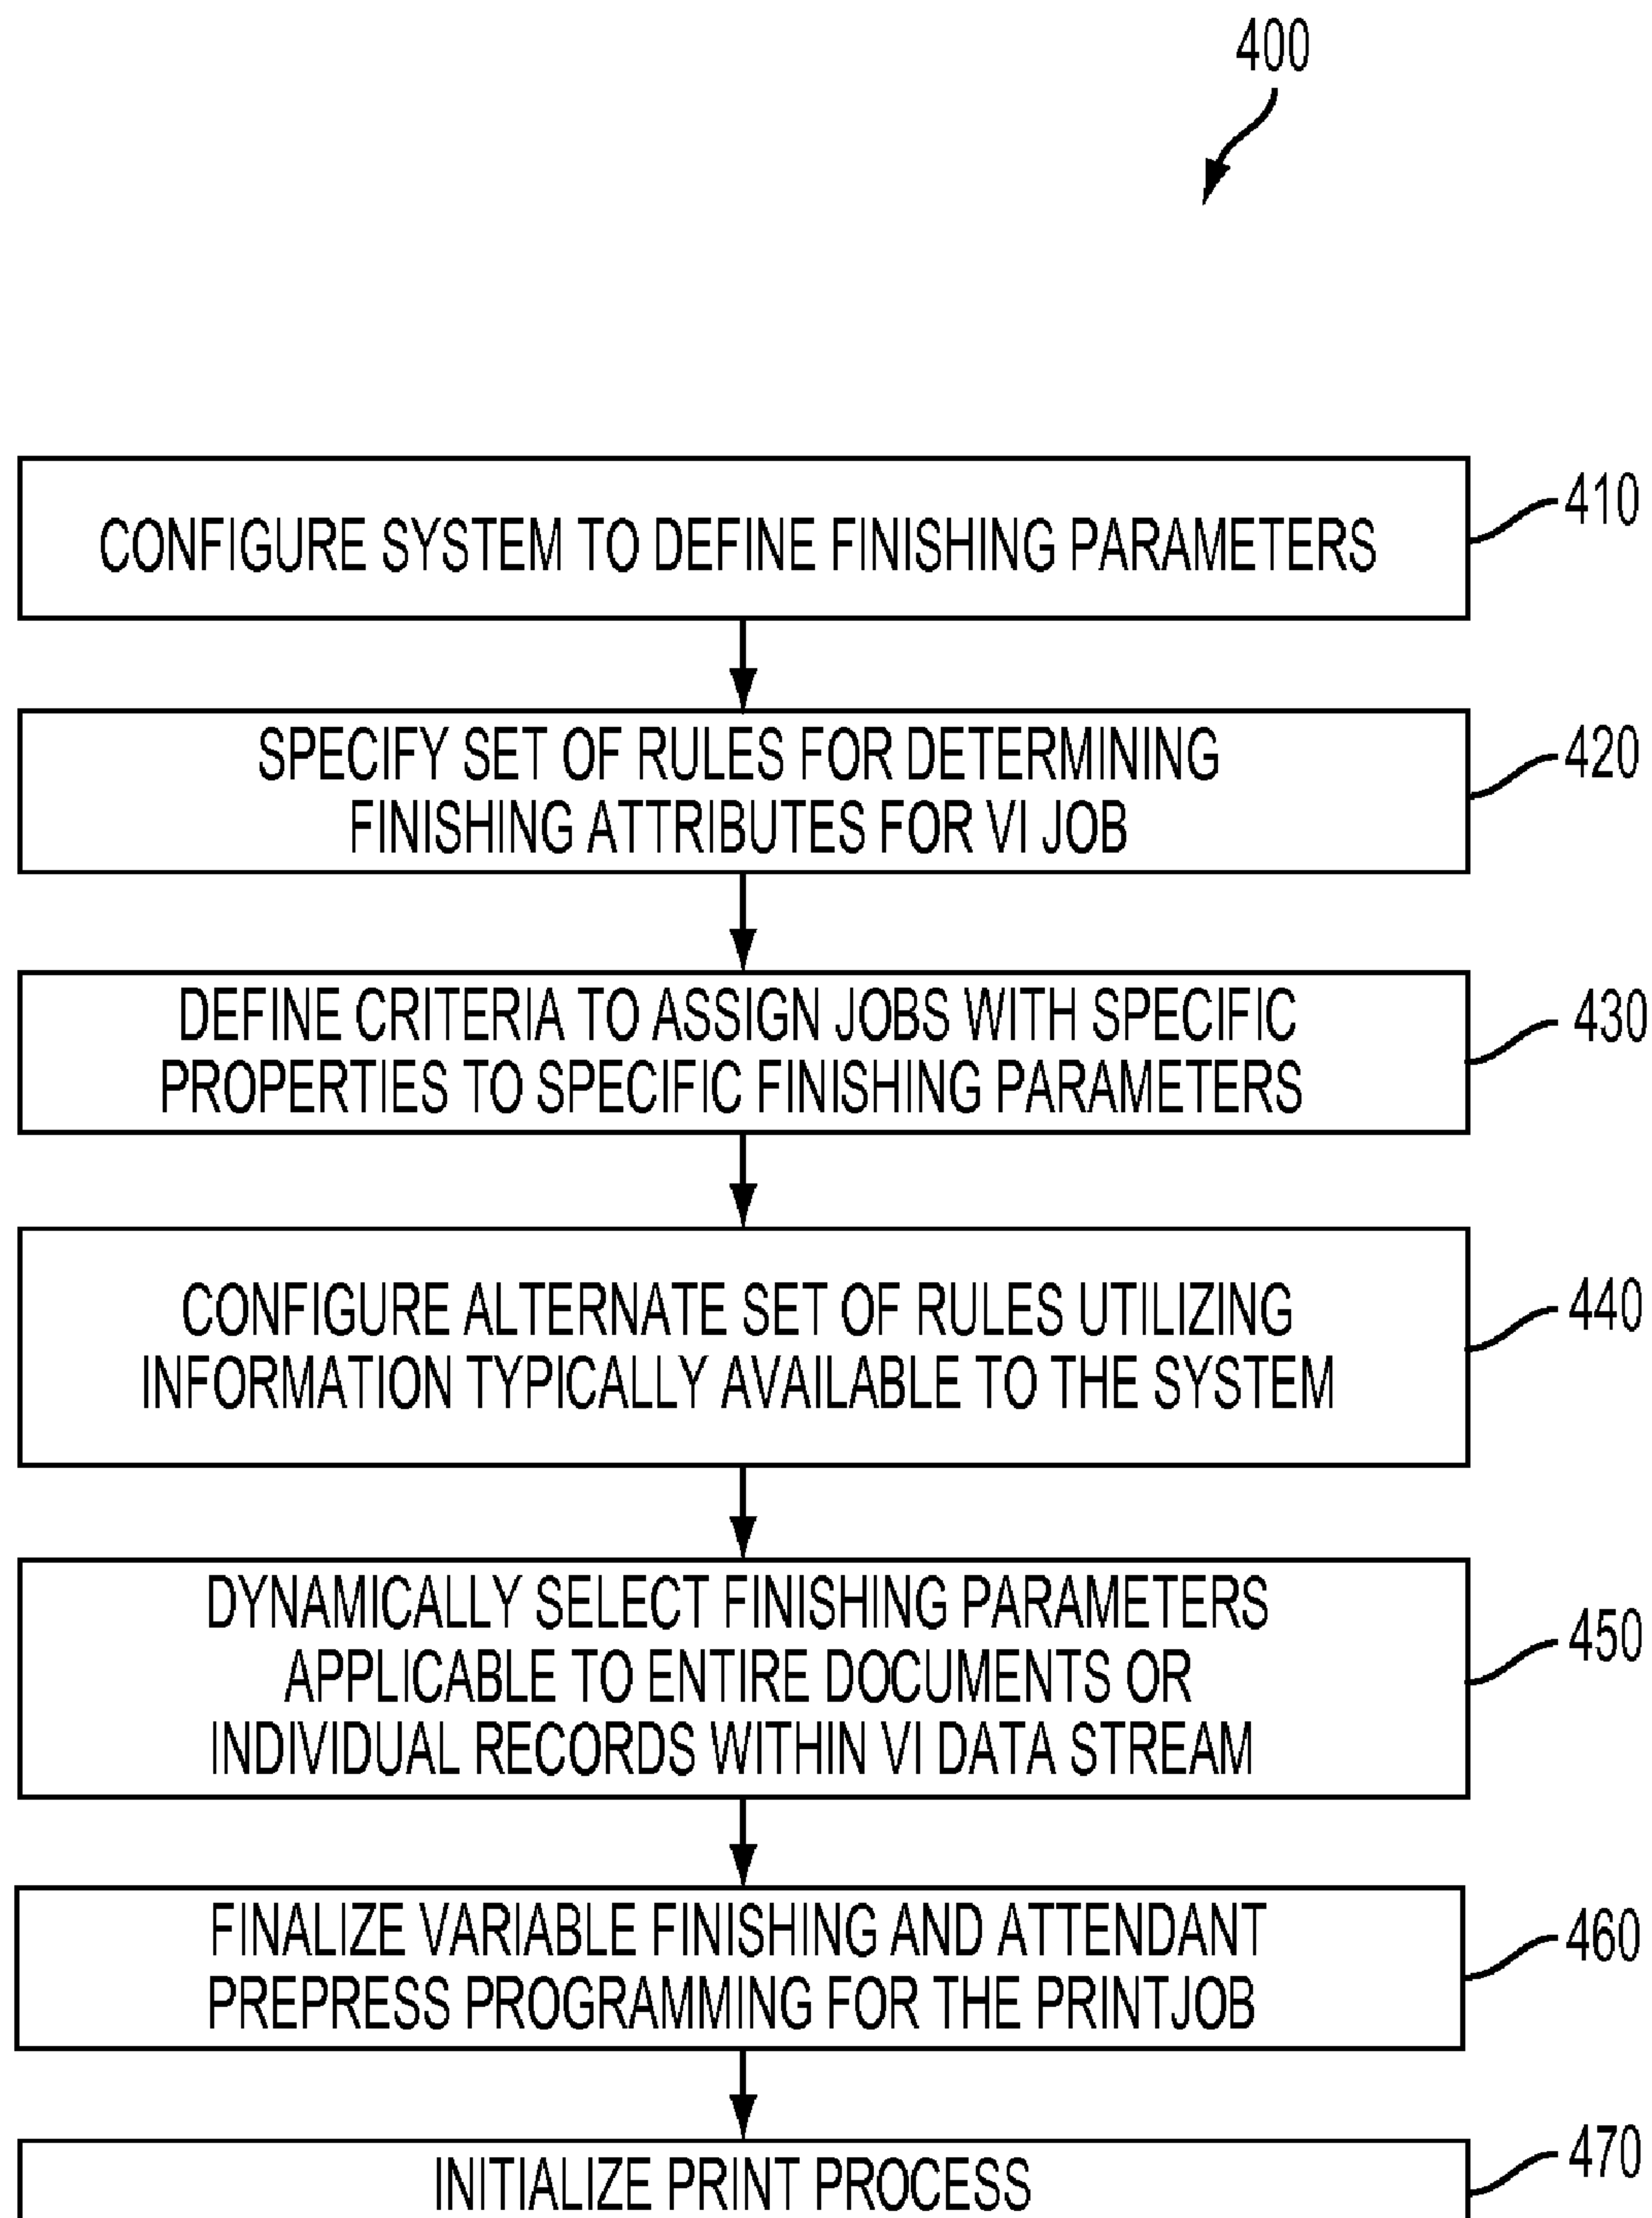 400
CONFIGURE SYSTEM TO DEFINE FINISHING PARAMETERS
410
SPECIFY SET OF RULES FOR DETERMINING
FINISHING ATTRIBUTES FOR VI JOB
420
DEFINE CRITERIA TO ASSIGN JOBS WITH SPECIFIC
PROPERTIES TO SPECIFIC FINISHING PARAMETERS
430
CONFIGURE ALTERNATE SET OF RULES UTILIZING
INFORMATION TYPICALLY AVAILABLE TO THE SYSTEM
440
DYNAMICALLY SELECT FINISHING PARAMETERS
APPLICABLE TO ENTIRE DOCUMENTS OR
INDIVIDUAL RECORDS WITHIN VI DATA STREAM
450
FINALIZE VARIABLE FINISHING AND ATTENDANT
PREPRESS PROGRAMMING FOR THE PRINTJOB
460
INITIALIZE PRINT PROCESS
470